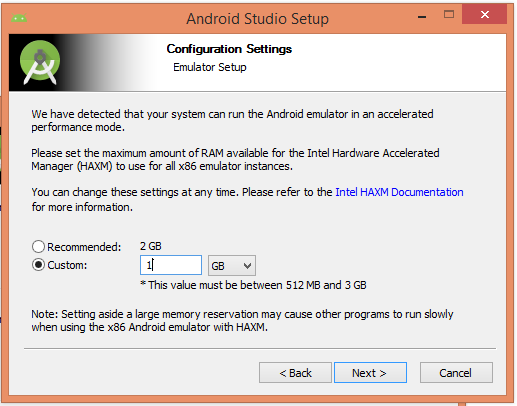 Android Studio Setup
Configuration Settings
Emulator Setup
We have detected that your system can run the Android emulator in an accelerated
performance mode.
Please set the maximum amount of RAM available for the Intel Hardware Accelerated
Manager (HAXM) to use for all x86 emulator instances.
You can change these settings at any time. Please refer to the Intel HAXM Documentation
for more information.
Recommended: 2 GB
Custom: 1 GB
* This value must be between 512 MB and 3 GB
Note: Setting aside a large memory reservation may cause other programs to run slowly
when using the x86 Android emulator with HAXM.
< Back Next > Cancel